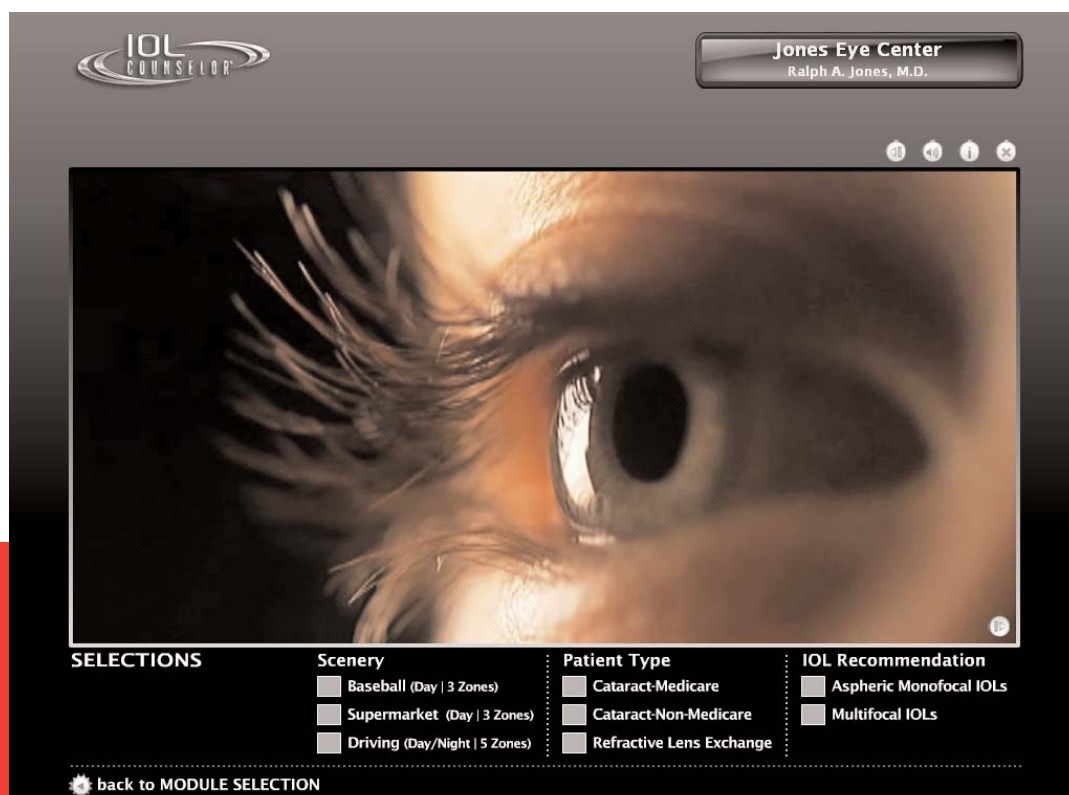 IOL
COUNSELOR®
Jones Eye Center
Ralph A. Jones, M.D.
SELECTIONS
Scenery
Baseball (Day | 3 Zones)
Supermarket (Day | 3 Zones)
Driving (Day/Night | 5 Zones)
Patient Type
Cataract-Medicare
Cataract-Non-Medicare
Refractive Lens Exchange
IOL Recommendation
Aspheric Monofocal IOLs
Multifocal IOLs
back to MODULE SELECTION